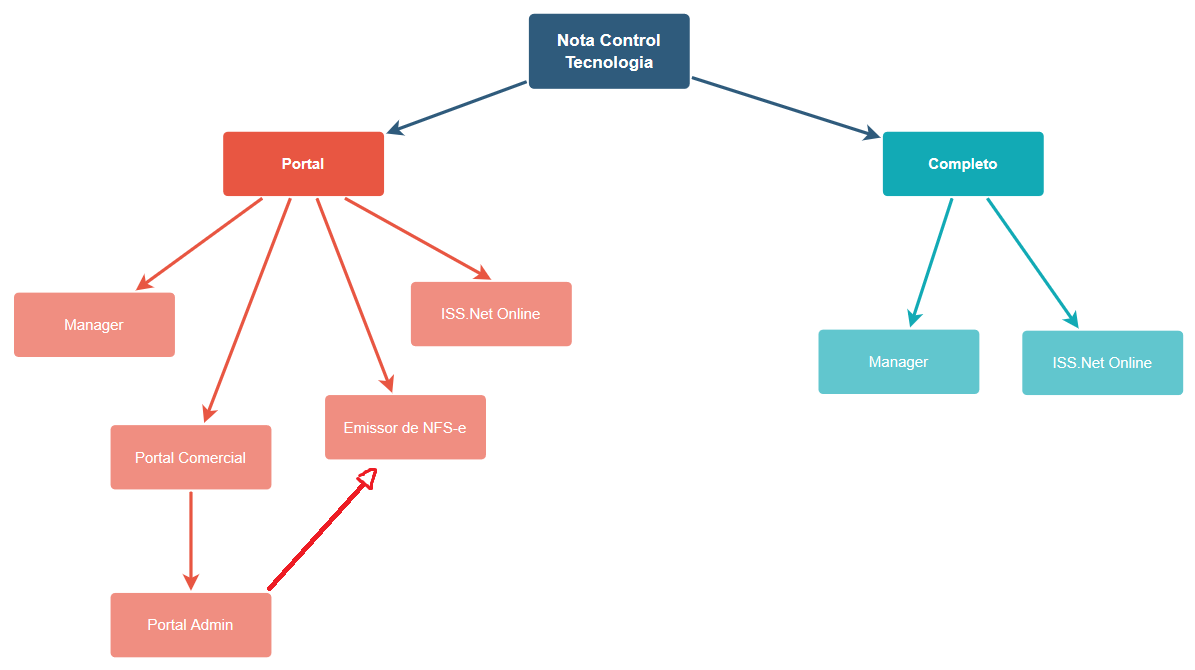 Nota Control
Tecnologia
Portal
Completo
Manager
ISS.Net Online
Manager
ISS.Net Online
Portal Comercial
Emissor de NFS-e
Portal Admin